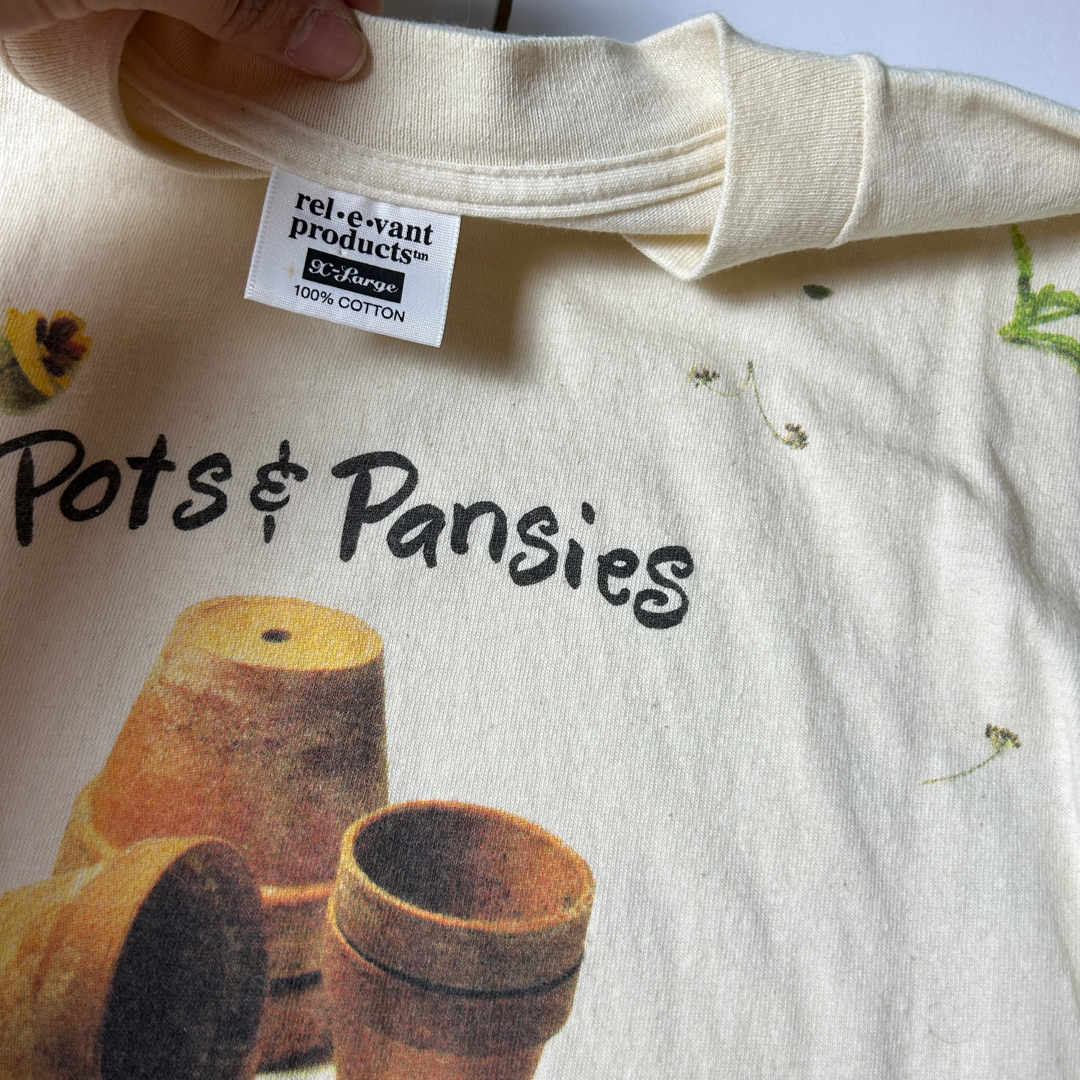 rel•e•vant
products™
X-Large
100% COTTON
Pots & Pansies